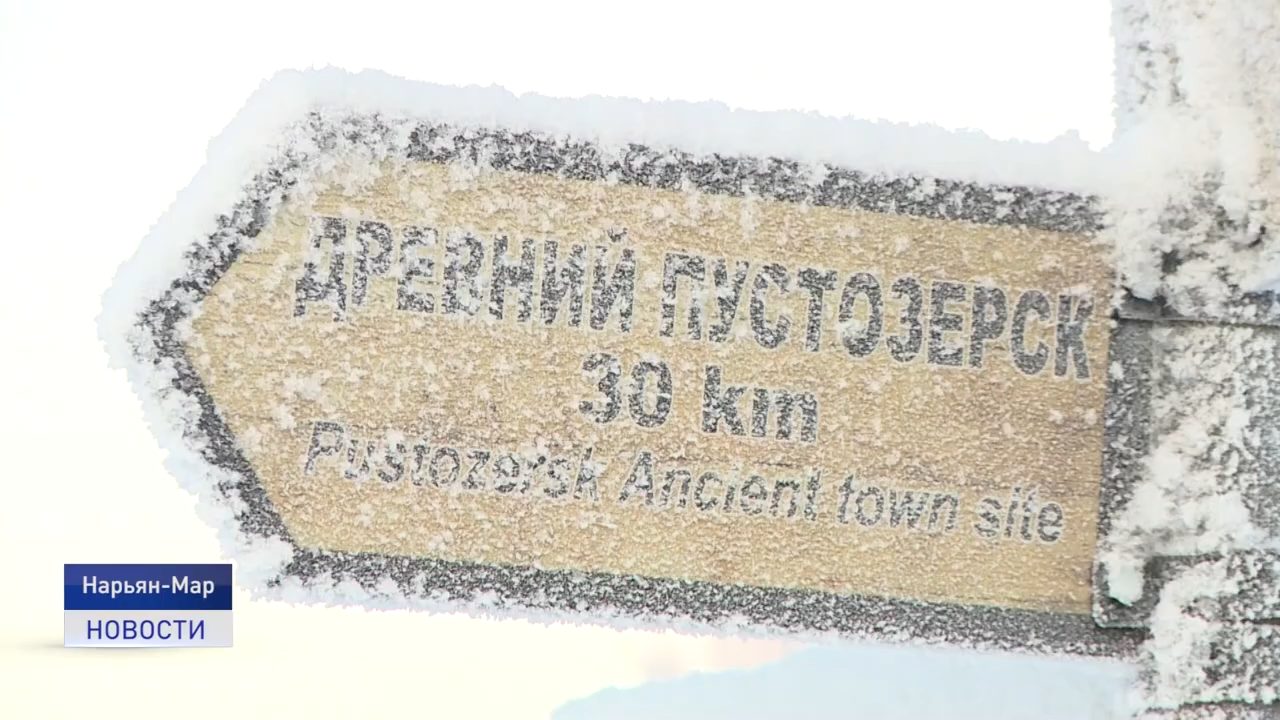 ДРЕВНИЙ ПУСТОЗЕРСК
30 km
Pustozersk Ancient town site
Нарьян-Мар
НОВОСТИ